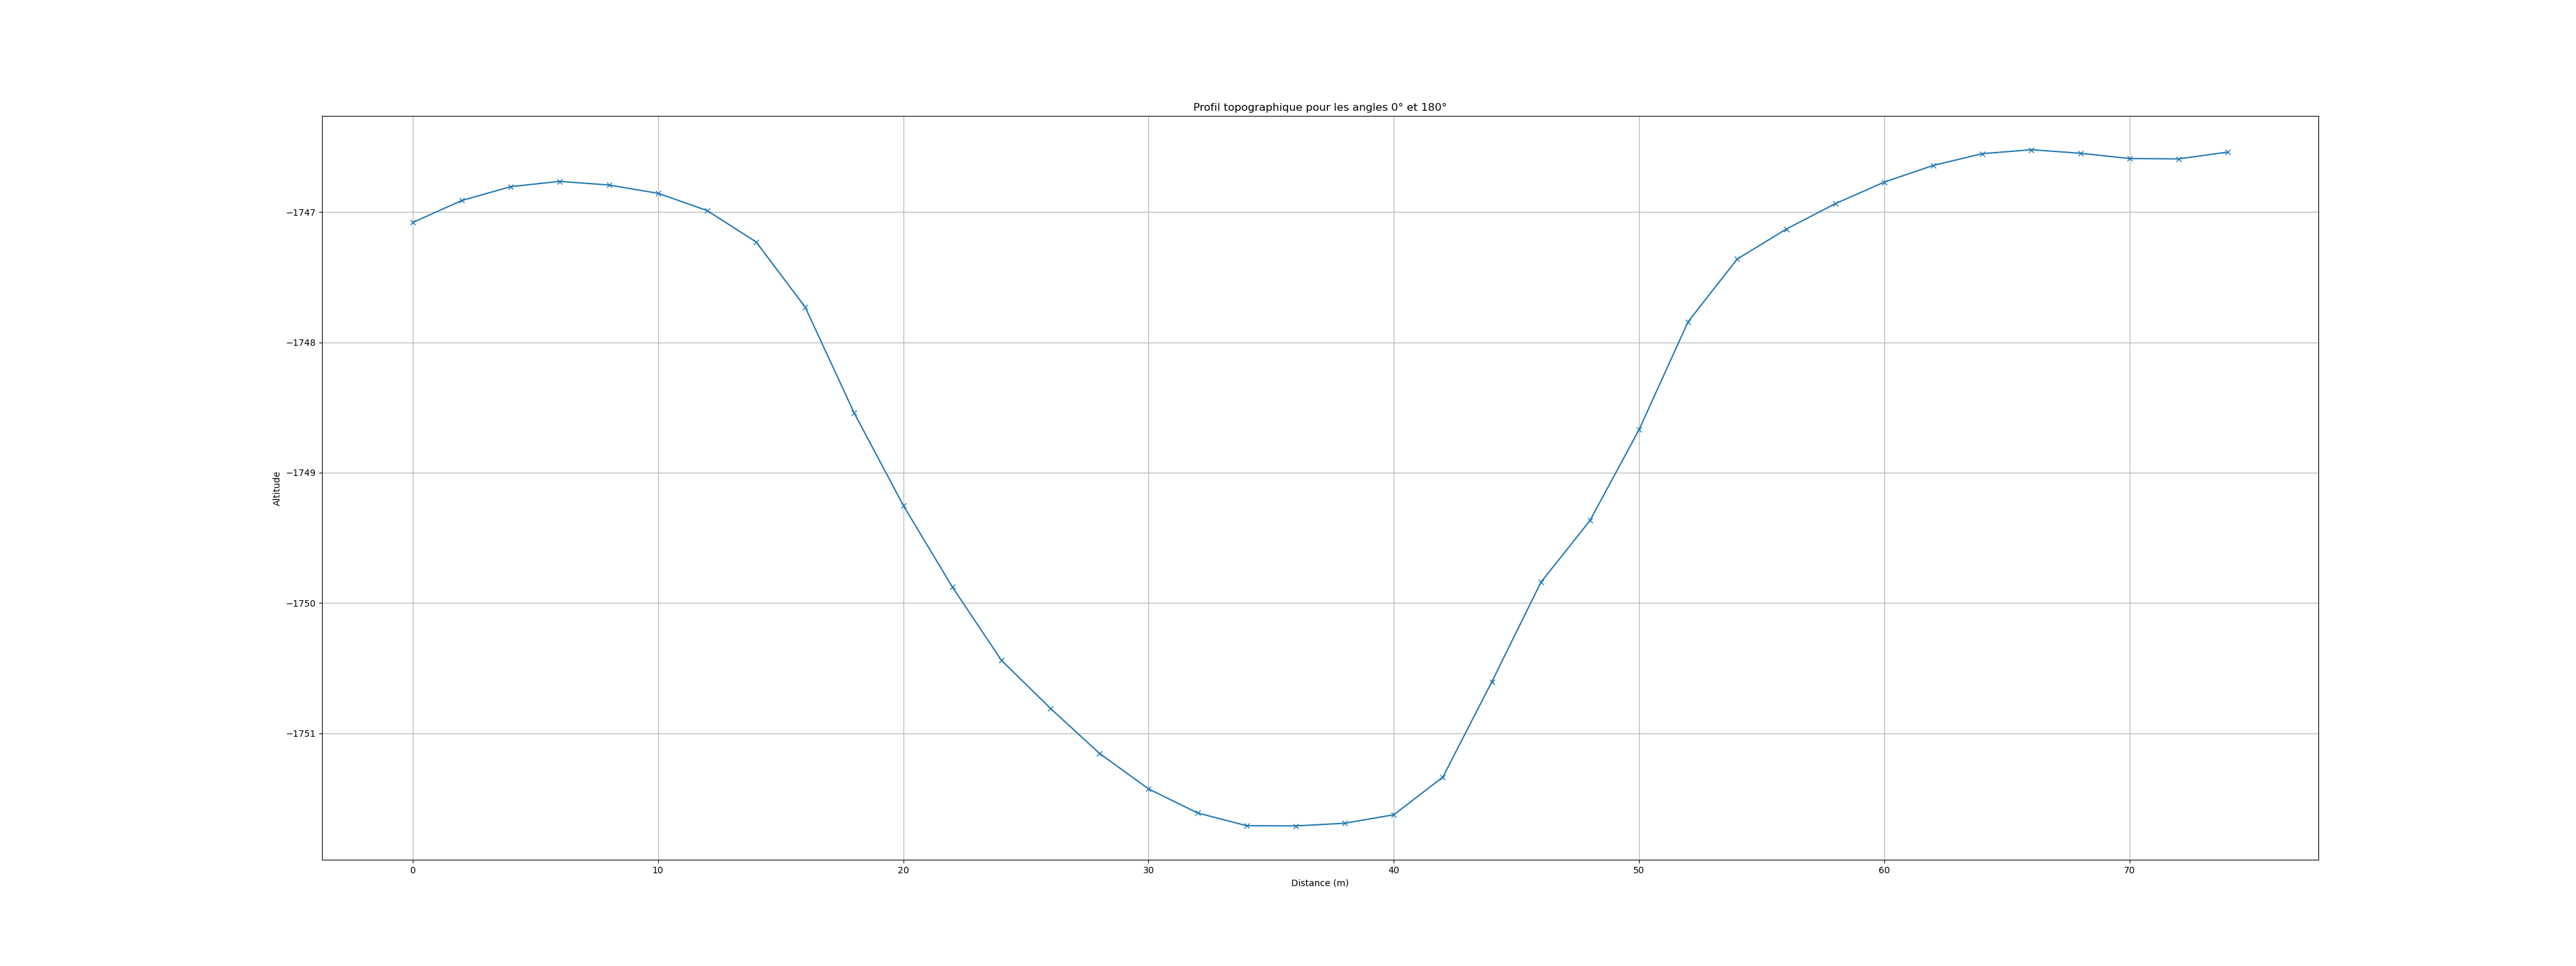 Profil topographique pour les angles 0° et 180°
Altitude
−1747
−1748
−1749
−1750
−1751
0 10 20 30 40 50 60 70
Distance (m)